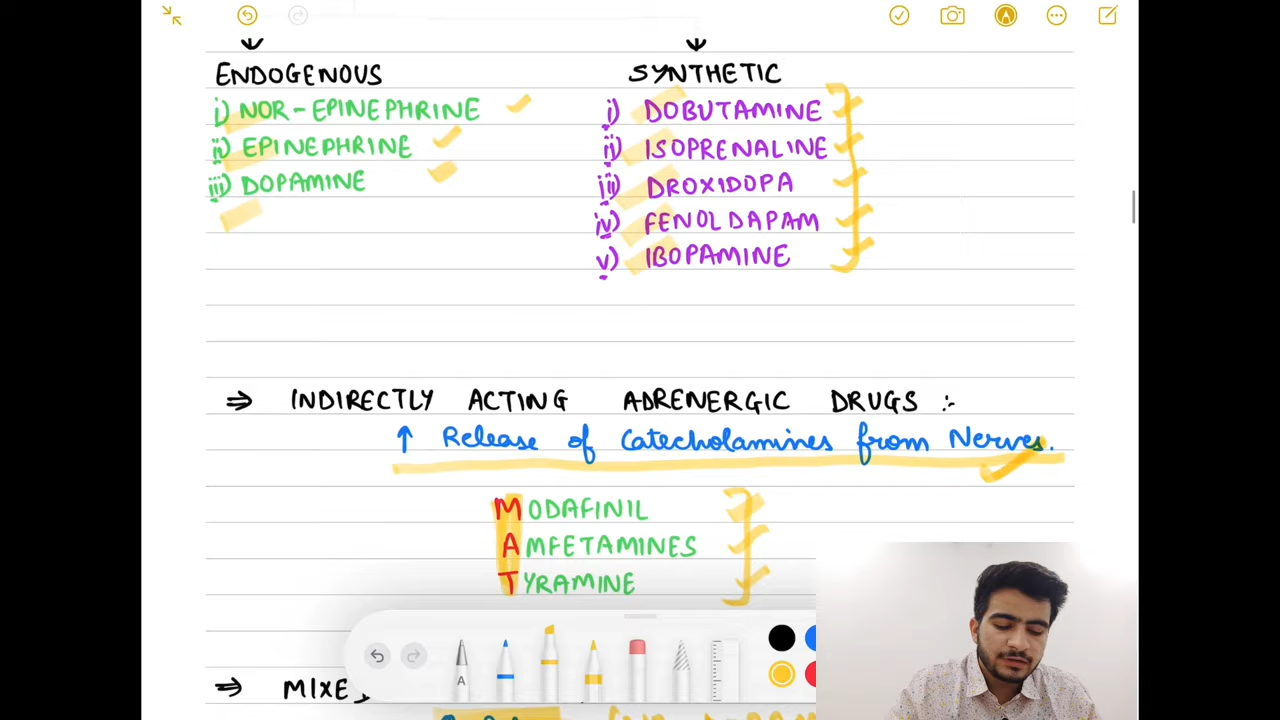 ENDOGENOUS
i) NOR-EPINEPHRINE
ii) EPINEPHRINE
iii) DOPAMINE
SYNTHETIC
i) DOBUTAMINE
ii) ISOPRENALINE
iii) DROXIDOPA
iv) FENOLDAPAM
v) IBOPAMINE
⇒ INDIRECTLY ACTING ADRENERGIC DRUGS :-
↑ Release of Catecholamines from Nerves.
MODAFINIL
AMFETAMINES
TYRAMINE
A
⇒ MIXE